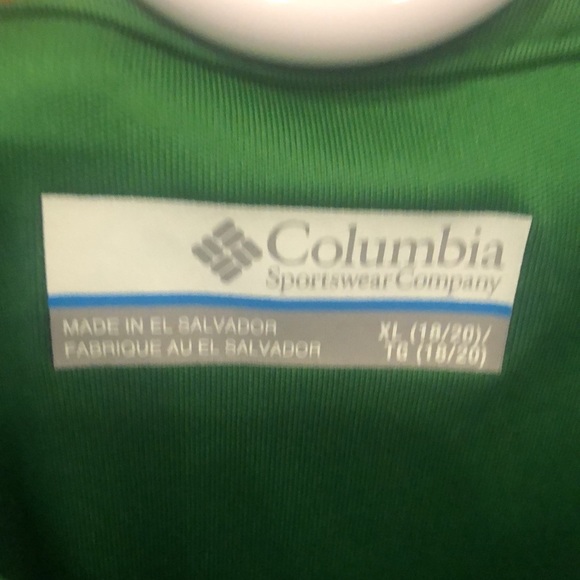 Columbia
Sportswear Company
MADE IN EL SALVADOR
FABRIQUE AU EL SALVADOR
XL (18/20)/
TG (18/20)